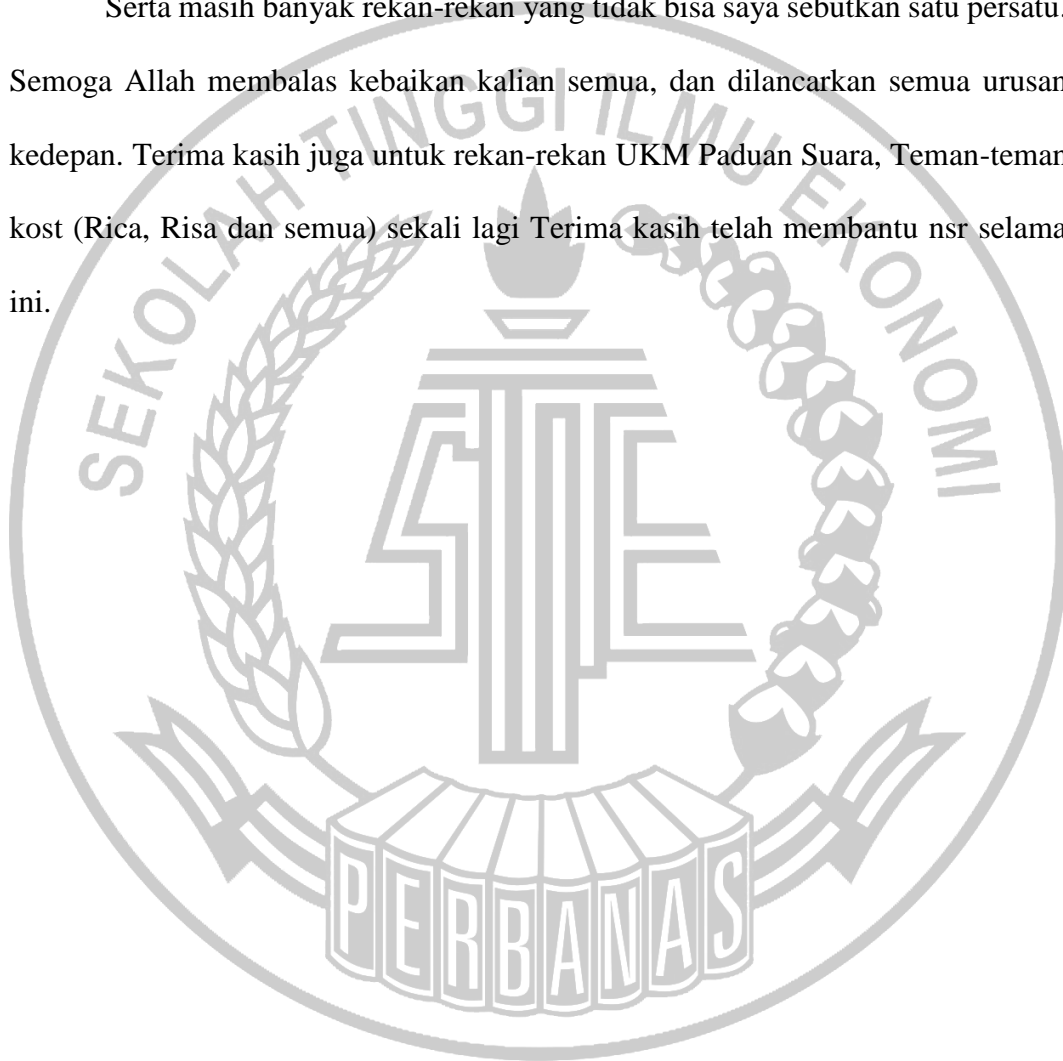 Serta masih banyak rekan-rekan yang tidak bisa saya sebutkan satu persatu.
Semoga Allah membalas kebaikan kalian semua, dan dilancarkan semua urusan
kedepan. Terima kasih juga untuk rekan-rekan UKM Paduan Suara, Teman-teman
kost (Rica, Risa dan semua) sekali lagi Terima kasih telah membantu nsr selama
ini.
SEKOLAH TINGGI ILMU EKONOMI
STIE
PERBANAS